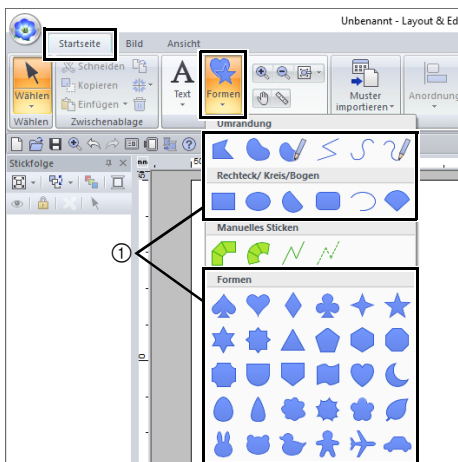 Unbenannt - Layout & Ed
Startseite Bild Ansicht
Wählen
Schneiden
Kopieren
Einfügen
Text
Formen
Muster
importieren
Anordnung
Wählen Zwischenablage
Umrandung
Stickfolge
Rechteck/ Kreis/Bogen
Manuelles Sticken
①
Formen